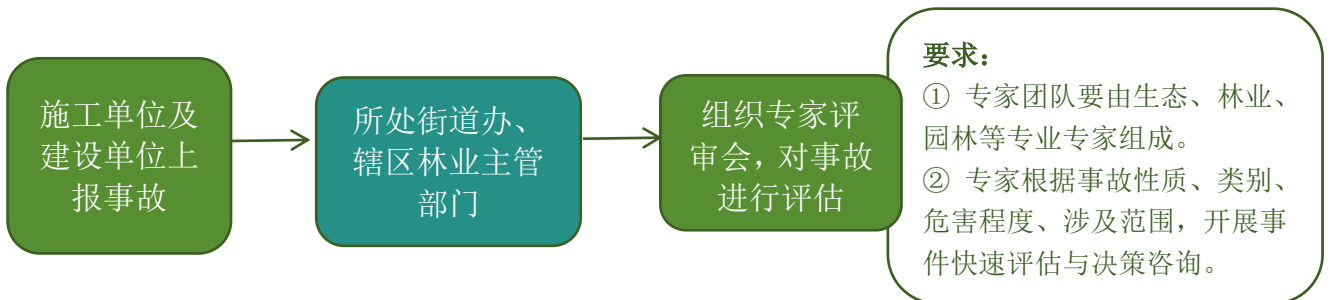 施工单位及
建设单位上
报事故
所处街道办、
辖区林业主管
部门
组织专家评
审会，对事故
进行评估
要求：
① 专家团队要由生态、林业、
园林等专业专家组成。
② 专家根据事故性质、类别、
危害程度、涉及范围，开展事
件快速评估与决策咨询。